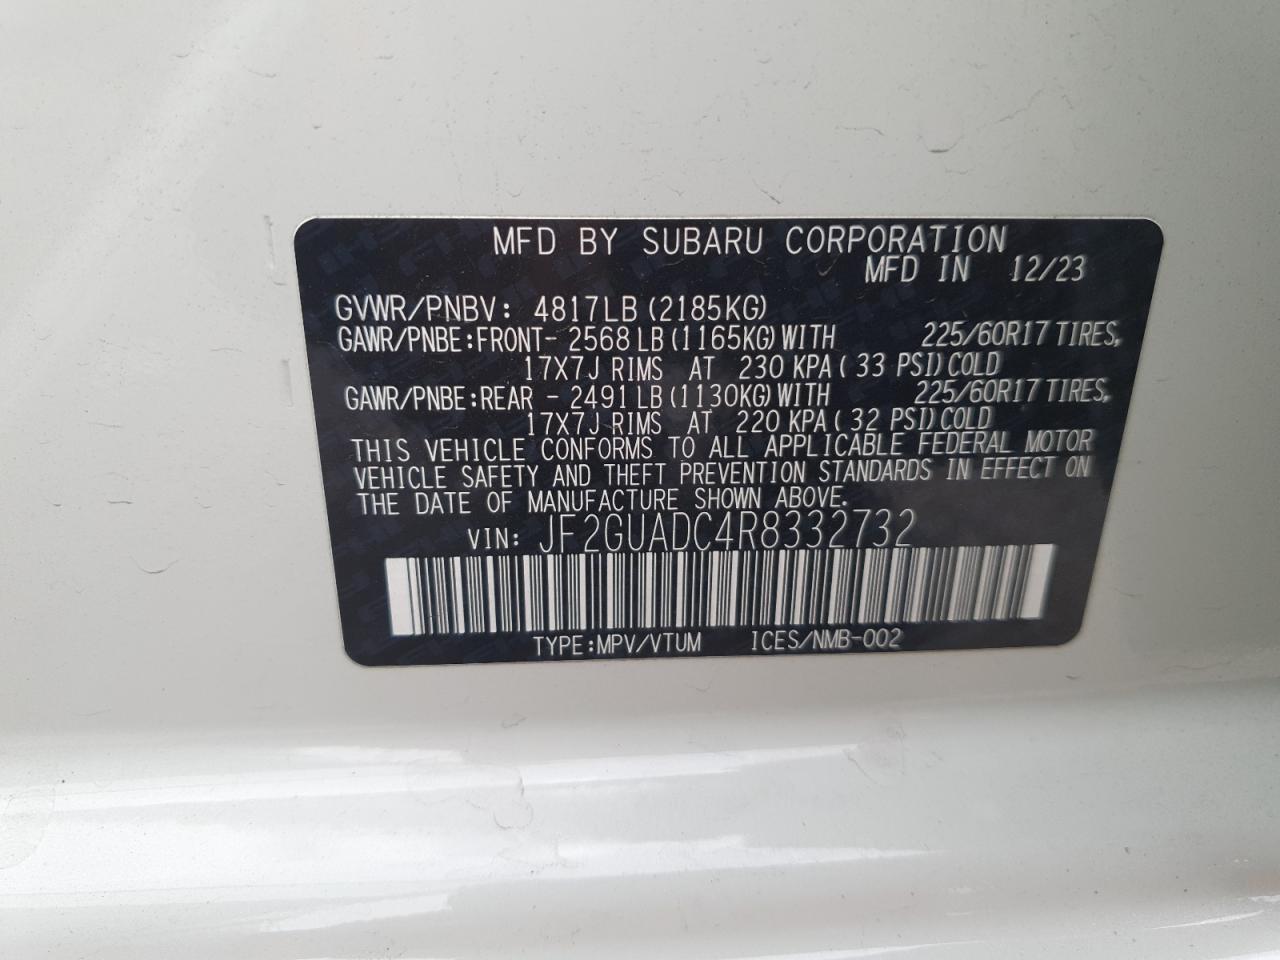 MFD BY SUBARU CORPORATION
MFD IN 12/23
GVWR/PNBV: 4817LB (2185KG)
GAWR/PNBE:FRONT- 2568 LB (1165KG) WITH 225/60R17 TIRES,
17X7J RIMS AT 230 KPA ( 33 PSI) COLD
GAWR/PNBE:REAR - 2491 LB (1130KG) WITH 225/60R17 TIRES,
17X7J RIMS AT 220 KPA ( 32 PSI) COLD
THIS VEHICLE CONFORMS TO ALL APPLICABLE FEDERAL MOTOR
VEHICLE SAFETY AND THEFT PREVENTION STANDARDS IN EFFECT ON
THE DATE OF MANUFACTURE SHOWN ABOVE.
VIN: JF2GUADC4R8332732
TYPE:MPV/VTUM ICES/NMB-002